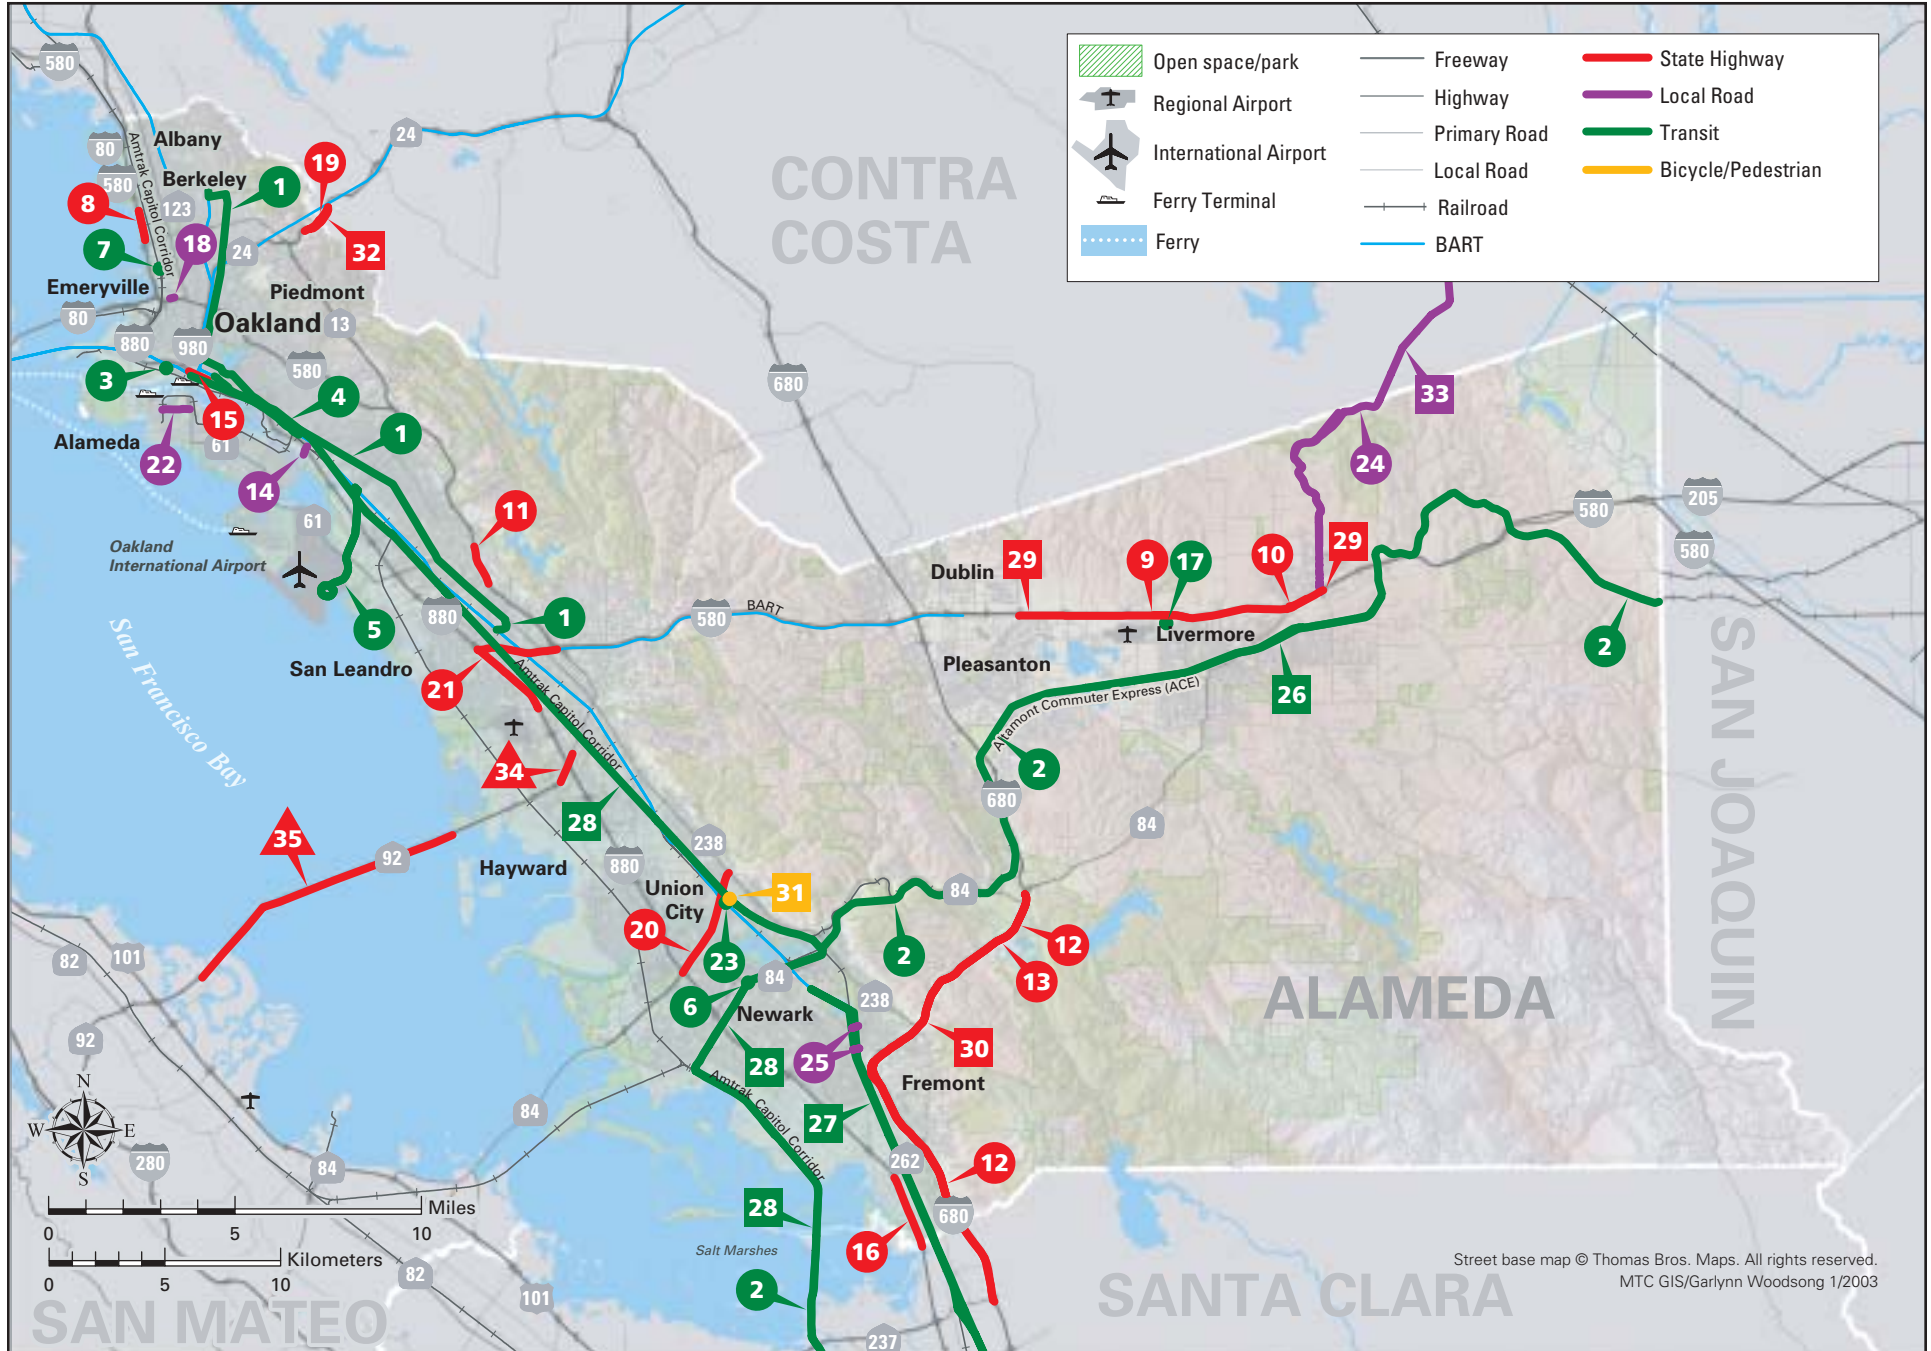 Open space/park
Regional Airport
International Airport
Ferry Terminal
Ferry
Freeway
Highway
Primary Road
Local Road
Railroad
BART
State Highway
Local Road
Transit
Bicycle/Pedestrian
580
Albany
80
Amtrak Capitol Corridor
24
19
CONTRA
COSTA
580
Berkeley
1
8
123
18
7
24
32
Emeryville
Piedmont
80
Oakland
13
880
980
580
3
4
680
33
15
1
Alameda
61
22
24
14
205
580
61
11
Oakland
International Airport
580
Dublin
29
9
17
10
29
5
880
1
580
BART
Livermore
2
San Francisco Bay
San Leandro
Pleasanton
21
Amtrak Capitol Corridor
26
Altamont Commuter Express (ACE)
SAN JOAQUIN
34
2
680
28
84
35
92
238
Hayward
880
Union
City
31
84
20
12
82
101
23
2
13
84
6
ALAMEDA
Newark
238
92
30
25
28
Fremont
N
W
E
S
Amtrak Capitol Corridor
84
27
280
84
262
12
28
Miles
0
5
10
680
16
Salt Marshes
Kilometers
0
5
10
82
2
101
Street base map © Thomas Bros. Maps. All rights reserved.
MTC GIS/Garlynn Woodsong 1/2003
SANTA CLARA
SAN MATEO
237